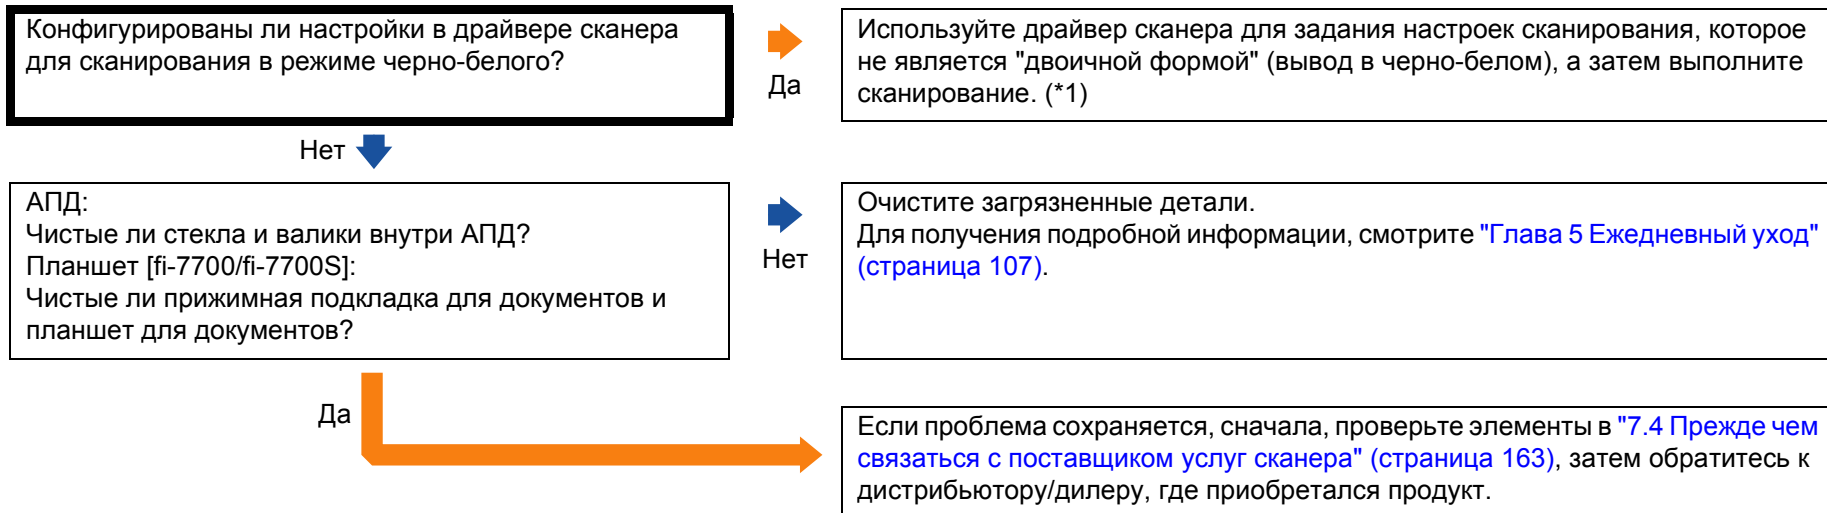 Конфигурированы ли настройки в драйвере сканера
для сканирования в режиме черно-белого?
Да
Используйте драйвер сканера для задания настроек сканирования, которое
не является "двоичной формой" (вывод в черно-белом), а затем выполните
сканирование. (*1)
Нет
АПД:
Чистые ли стекла и валики внутри АПД?
Планшет [fi-7700/fi-7700S]:
Чистые ли прижимная подкладка для документов и
планшет для документов?
Нет
Очистите загрязненные детали.
Для получения подробной информации, смотрите "Глава 5 Ежедневный уход"
(страница 107).
Да
Если проблема сохраняется, сначала, проверьте элементы в "7.4 Прежде чем
связаться с поставщиком услуг сканера" (страница 163), затем обратитесь к
дистрибьютору/дилеру, где приобретался продукт.